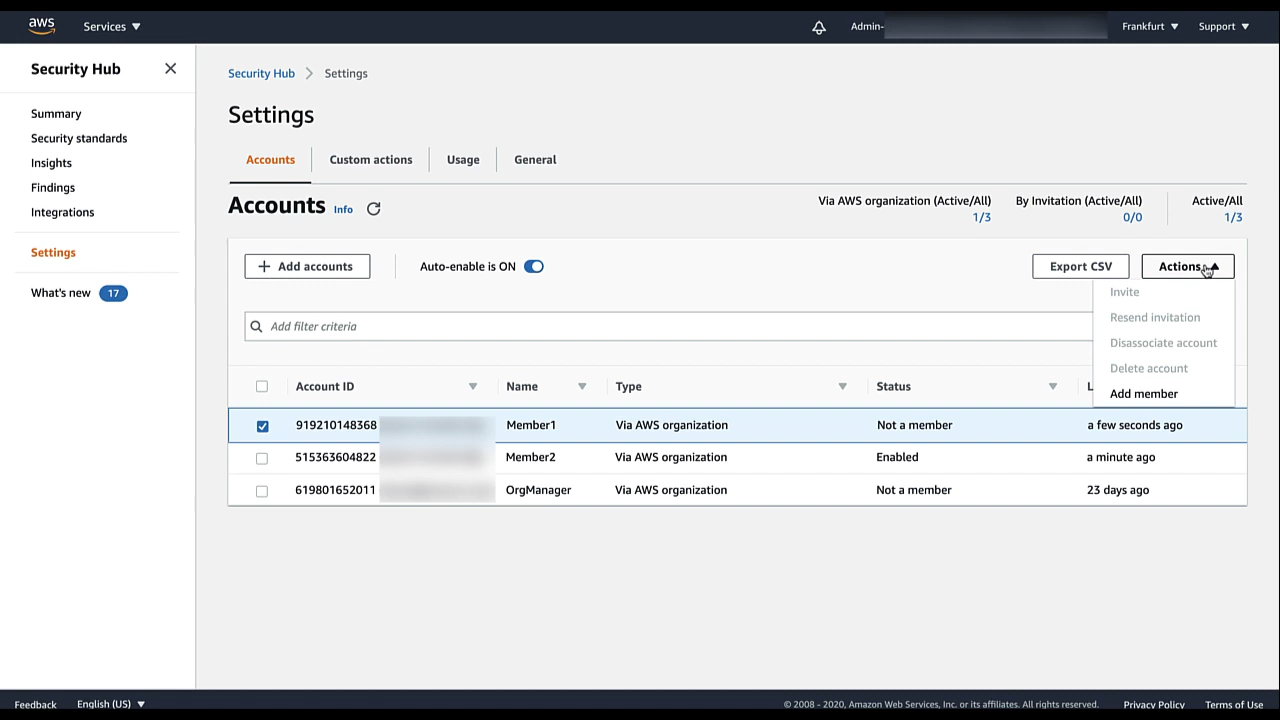 aws
Services
Admin-
Frankfurt
Support
Security Hub
Summary
Security standards
Insights
Findings
Integrations
Settings
What's new 17
Security Hub Settings
Settings
Accounts
Custom actions
Usage
General
Accounts Info
Via AWS organization (Active/All)
1/3
By Invitation (Active/All)
0/0
Active/All
1/3
+ Add accounts
Auto-enable is ON
Export CSV
Actions
Invite
Resend invitation
Disassociate account
Delete account
Add member
Add filter criteria
Account ID Name Type Status
919210148368 Member1 Via AWS organization Not a member a few seconds ago
515363604822 Member2 Via AWS organization Enabled a minute ago
619801652011 OrgManager Via AWS organization Not a member 23 days ago
Feedback
English (US)
© 2008 - 2020, Amazon Web Services, Inc. or its affiliates. All rights reserved.
Privacy Policy
Terms of Use